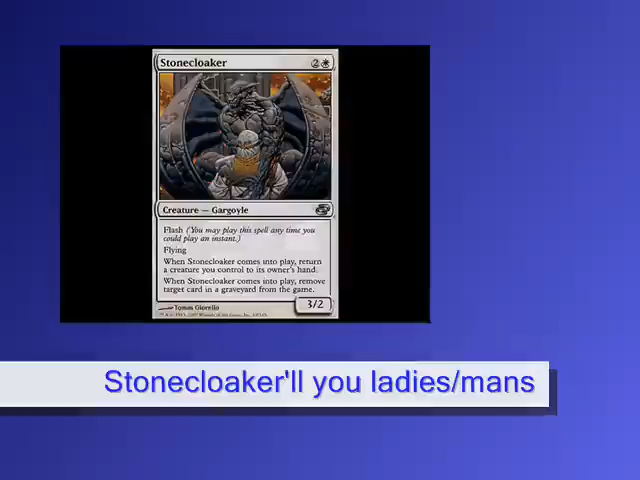 Stonecloaker 2
Creature — Gargoyle
Flash (You may play this spell any time you
could play an instant.)
Flying
When Stonecloaker comes into play, return
a creature you control to its owner's hand.
When Stonecloaker comes into play, remove
target card in a graveyard from the game.
3/2
Stonecloaker'll you ladies/mans